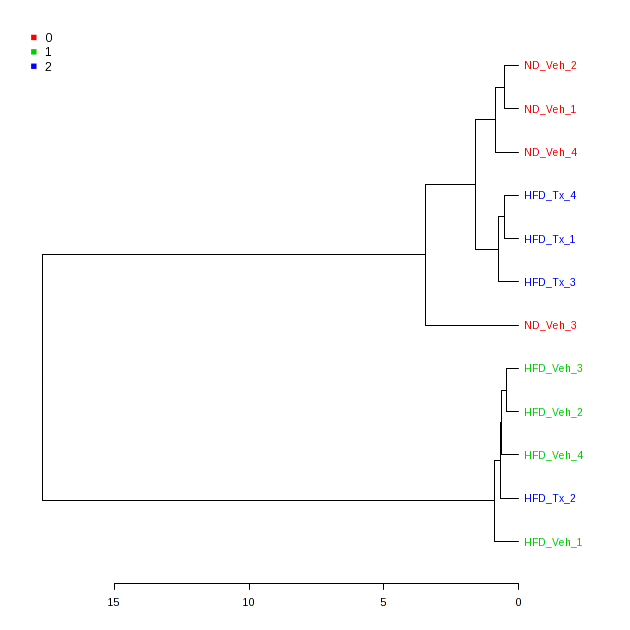 0
1
2
ND_Veh_2
ND_Veh_1
ND_Veh_4
HFD_Tx_4
HFD_Tx_1
HFD_Tx_3
ND_Veh_3
HFD_Veh_3
HFD_Veh_2
HFD_Veh_4
HFD_Tx_2
HFD_Veh_1
15 10 5 0